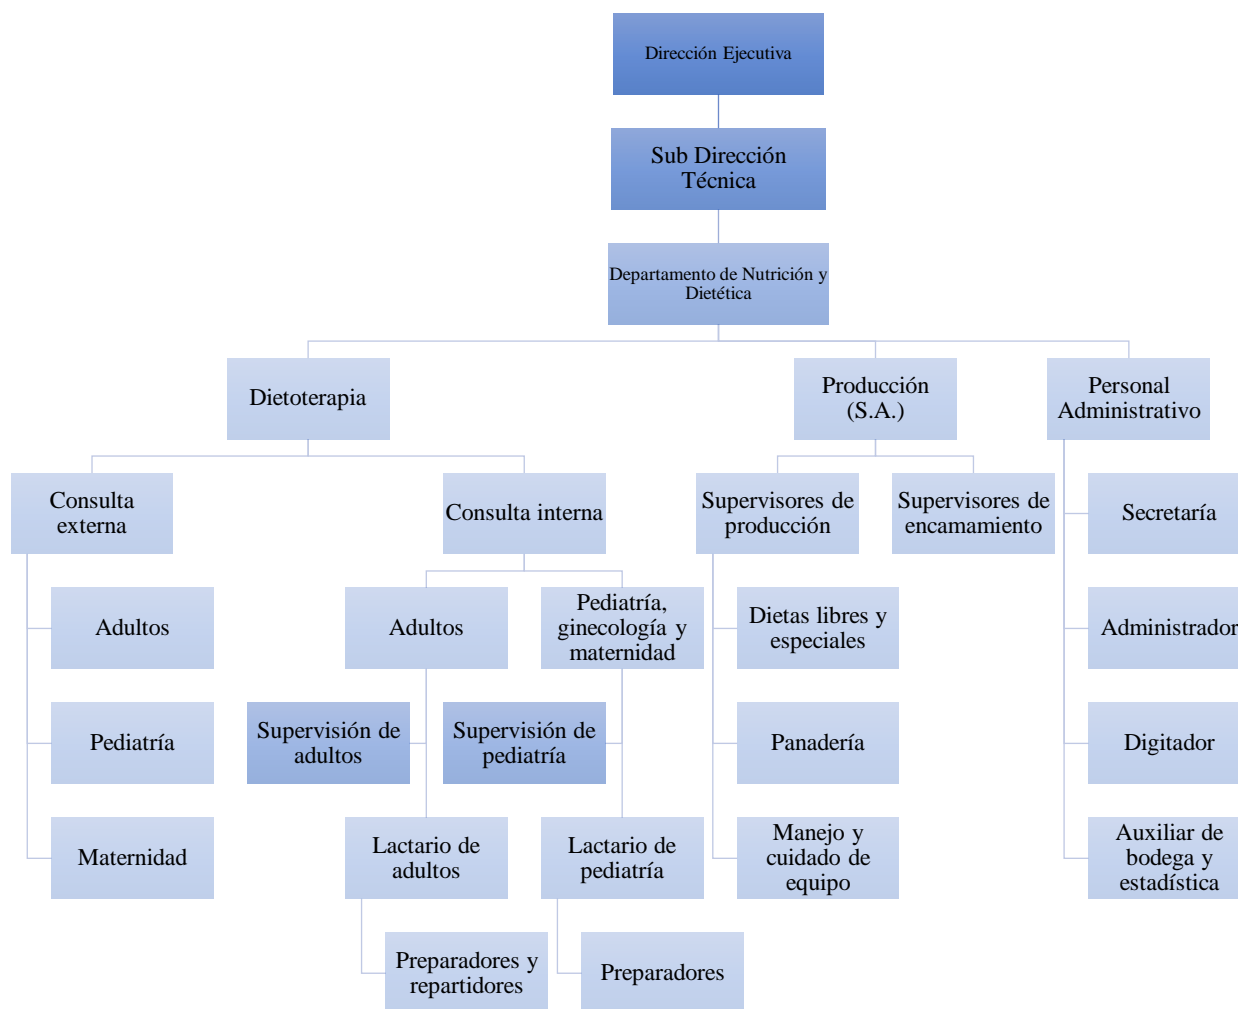 Dirección Ejecutiva
Sub Dirección
Técnica
Departamento de Nutrición y
Dietética
Dietoterapia
Producción
(S.A.)
Personal
Administrativo
Consulta
externa
Consulta interna
Supervisores de
producción
Supervisores de
encamamiento
Secretaría
Adultos
Adultos
Pediatría,
ginecología y
maternidad
Dietas libres y
especiales
Administrador
Pediatría
Supervisión de
adultos
Supervisión de
pediatría
Panadería
Digitador
Maternidad
Lactario de
adultos
Lactario de
pediatría
Manejo y
cuidado de
equipo
Auxiliar de
bodega y
estadística
Preparadores y
repartidores
Preparadores